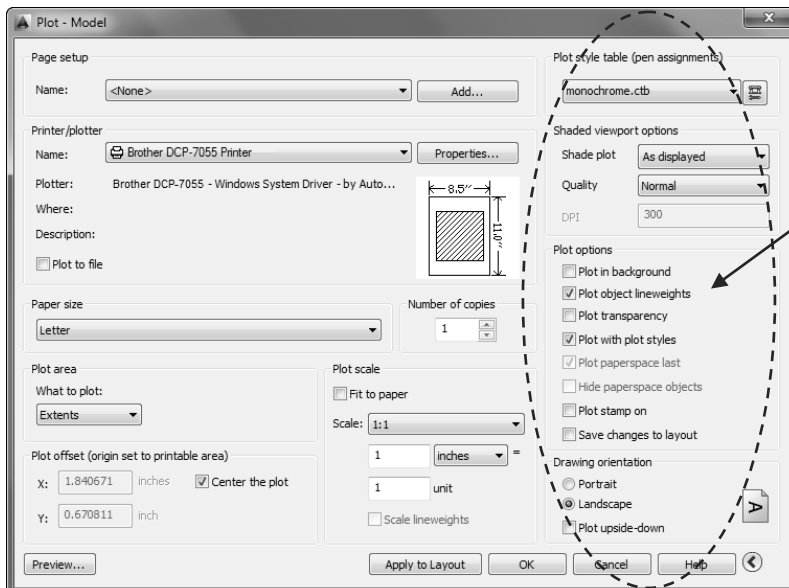 Plot - Model
Page setup
Name: <None> Add...
Printer/plotter
Name: Brother DCP-7055 Printer Properties...
Plotter: Brother DCP-7055 - Windows System Driver - by Auto...
Where:
Description:
Plot to file
8.5″
11.0″
Paper size
Letter
Number of copies
1
Plot area
What to plot:
Extents
Plot offset (origin set to printable area)
X: 1.840671 inches Center the plot
Y: 0.670811 inch
Plot scale
Fit to paper
Scale: 1:1
1 inches =
1 unit
Scale lineweights
Plot style table (pen assignments)
monochrome.ctb
Shaded viewport options
Shade plot As displayed
Quality Normal
DPI 300
Plot options
Plot in background
Plot object lineweights
Plot transparency
Plot with plot styles
Plot paperspace last
Hide paperspace objects
Plot stamp on
Save changes to layout
Drawing orientation
Portrait
Landscape
Plot upside-down
A
Preview... Apply to Layout OK Cancel Help